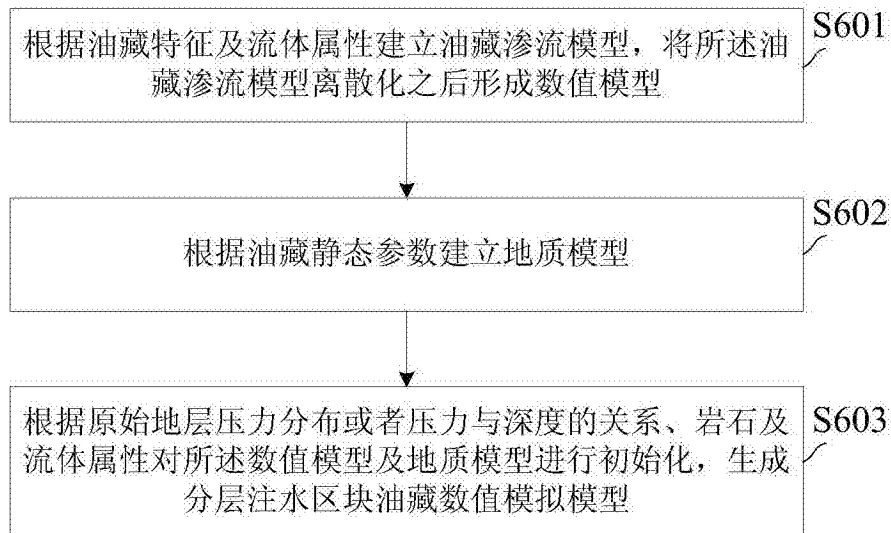 S601
根据油藏特征及流体属性建立油藏渗流模型，将所述油
藏渗流模型离散化之后形成数值模型
S602
根据油藏静态参数建立地质模型
S603
根据原始地层压力分布或者压力与深度的关系、岩石及
流体属性对所述数值模型及地质模型进行初始化，生成
分层注水区块油藏数值模拟模型